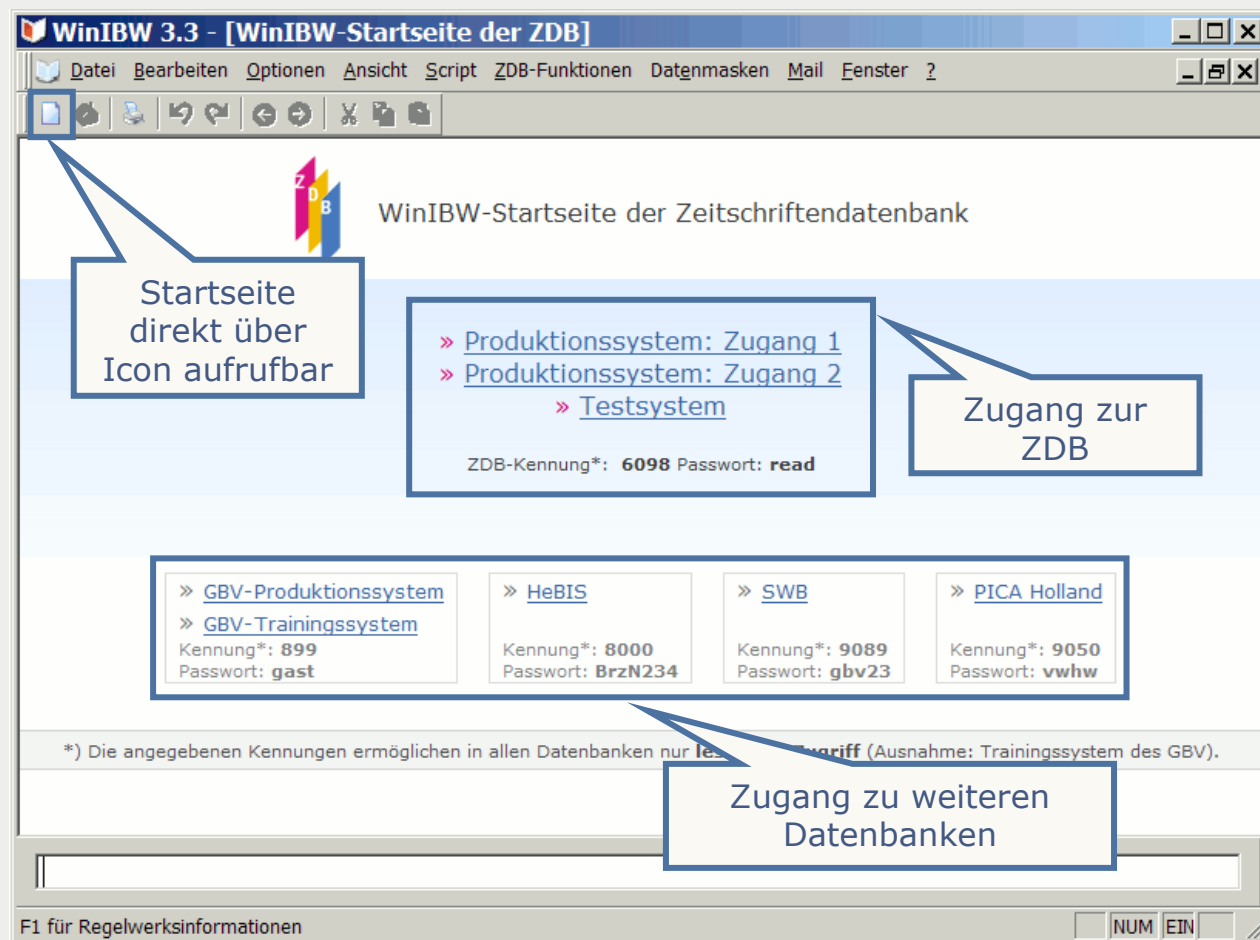 WinIBW 3.3 - [WinIBW-Startseite der ZDB]
Datei Bearbeiten Optionen Ansicht Script ZDB-Funktionen Datenmasken Mail Fenster ?
Z D B
WinIBW-Startseite der Zeitschriftendatenbank
Startseite
direkt über
Icon aufrufbar
» Produktionssystem: Zugang 1
» Produktionssystem: Zugang 2
» Testsystem
ZDB-Kennung*: 6098 Passwort: read
Zugang zur
ZDB
» GBV-Produktionssystem
» GBV-Trainingssystem
Kennung*: 899
Passwort: gast
» HeBIS
Kennung*: 8000
Passwort: BrzN234
» SWB
Kennung*: 9089
Passwort: gbv23
» PICA Holland
Kennung*: 9050
Passwort: vwhw
*) Die angegebenen Kennungen ermöglichen in allen Datenbanken nur (Ausnahme: Trainingssystem des GBV).
Zugang zu weiteren
Datenbanken
F1 für Regelwerksinformationen
NUM EIN